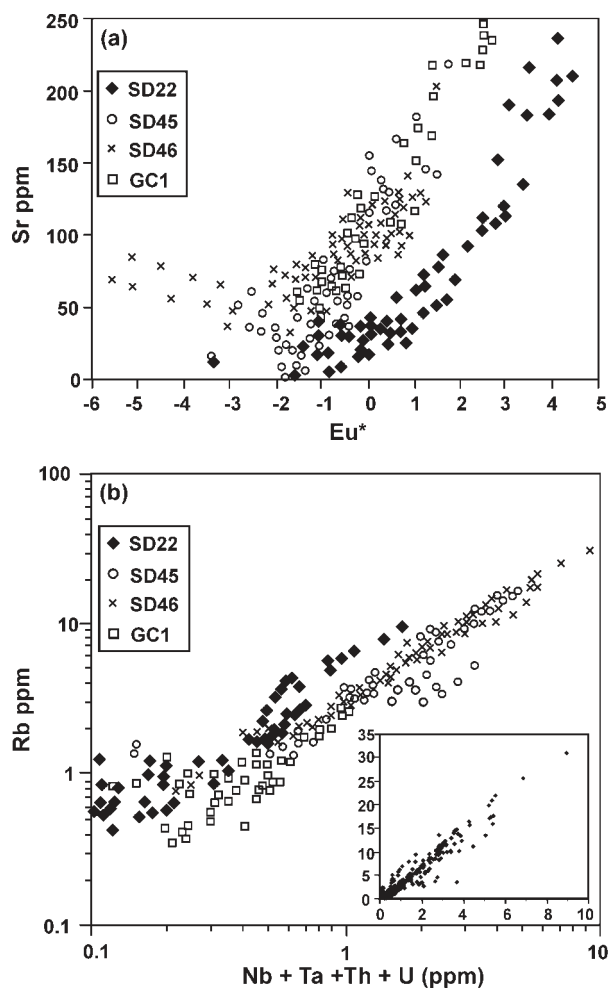 (a)
SD22
SD45
SD46
GC1
Sr ppm
250
200
150
100
50
0
-6 -5 -4 -3 -2 -1 0 1 2 3 4 5
Eu*
(b)
SD22
SD45
SD46
GC1
Rb ppm
100
10
1
0.1
35
30
25
20
15
10
5
0
0 2 4 6 8 10
0.1 1 10
Nb + Ta +Th + U (ppm)